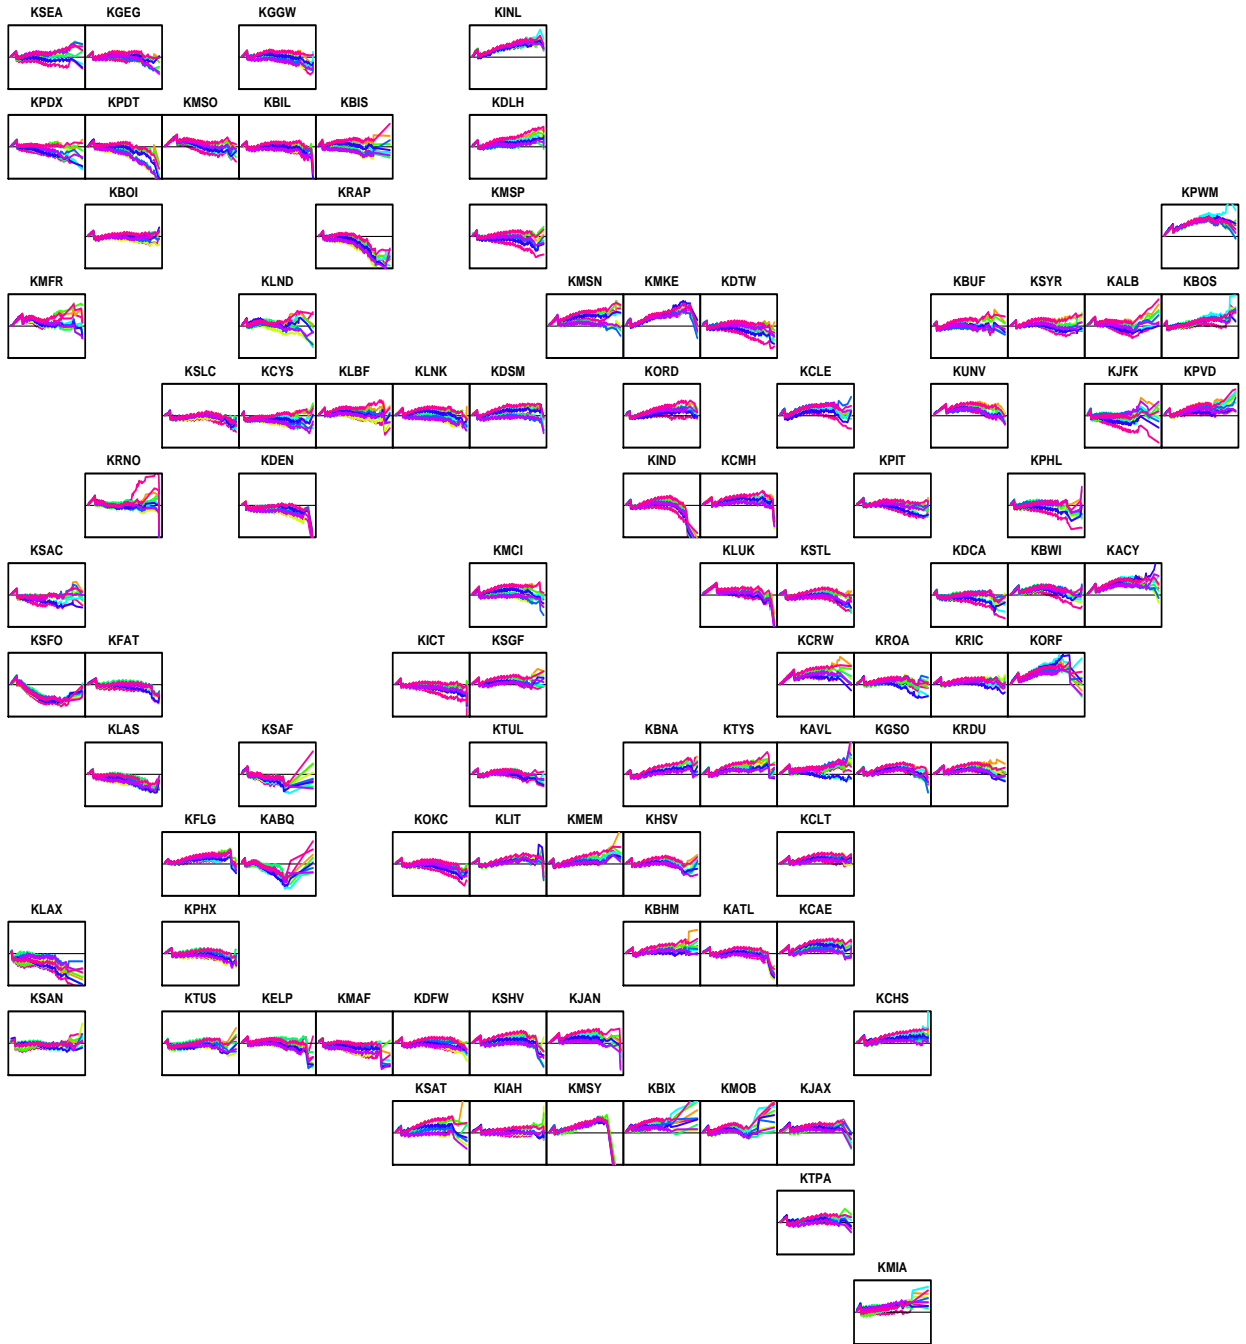 KSEA KGEG KGGW KINL
KPDX KPDT KMSO KBIL KBIS KDLH
KBOI KRAP KMSP KPWM
KMFR KLND KMSN KMKE KDTW KBUF KSYR KALB KBOS
KSLC KCYS KLBF KLNK KDSM KORD KCLE KUNV KJFK KPVD
KRNO KDEN KIND KCMH KPIT KPHL
KSAC KMCI KLUK KSTL KDCA KBWI KACY
KSFO KFAT KICT KSGF KCRW KROA KRIC KORF
KLAS KSAF KTUL KBNA KTYS KAVL KGSO KRDU
KFLG KABQ KOKC KLIT KMEM KHSV KCLT
KLAX KPHX KBHM KATL KCAE
KSAN KTUS KELP KMAF KDFW KSHV KJAN KCHS
KSAT KIAH KMSY KBIX KMOB KJAX
KTPA
KMIA